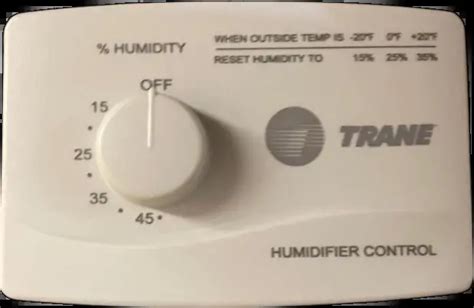 % HUMIDITY
WHEN OUTSIDE TEMP IS -20°F 0°F +20°F
RESET HUMIDITY TO 15% 25% 35%
OFF
15
25
35
45
TRANE
HUMIDIFIER CONTROL